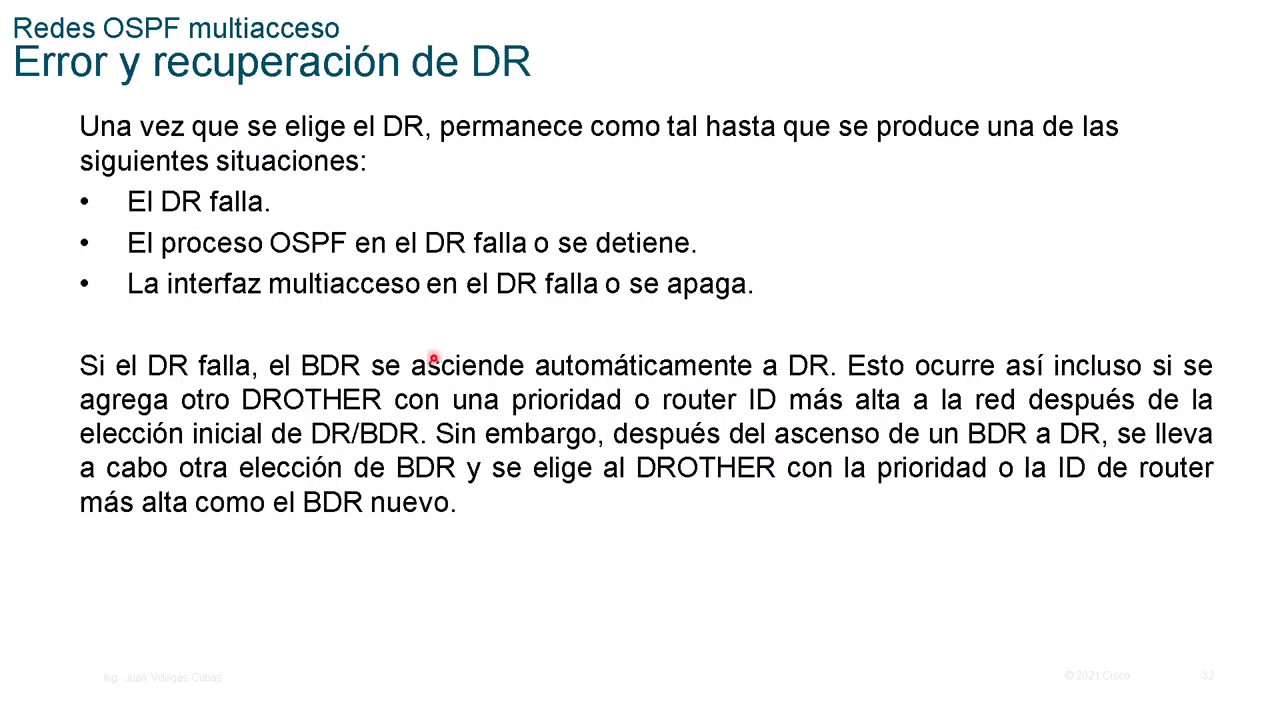 Redes OSPF multiacceso
Error y recuperación de DR
Una vez que se elige el DR, permanece como tal hasta que se produce una de las
siguientes situaciones:
• El DR falla.
• El proceso OSPF en el DR falla o se detiene.
• La interfaz multiacceso en el DR falla o se apaga.
Si el DR falla, el BDR se asciende automáticamente a DR. Esto ocurre así incluso si se
agrega otro DROTHER con una prioridad o router ID más alta a la red después de la
elección inicial de DR/BDR. Sin embargo, después del ascenso de un BDR a DR, se lleva
a cabo otra elección de BDR y se elige al DROTHER con la prioridad o la ID de router
más alta como el BDR nuevo.
Ing. Juan Villegas Cubas © 2021 Cisco 32